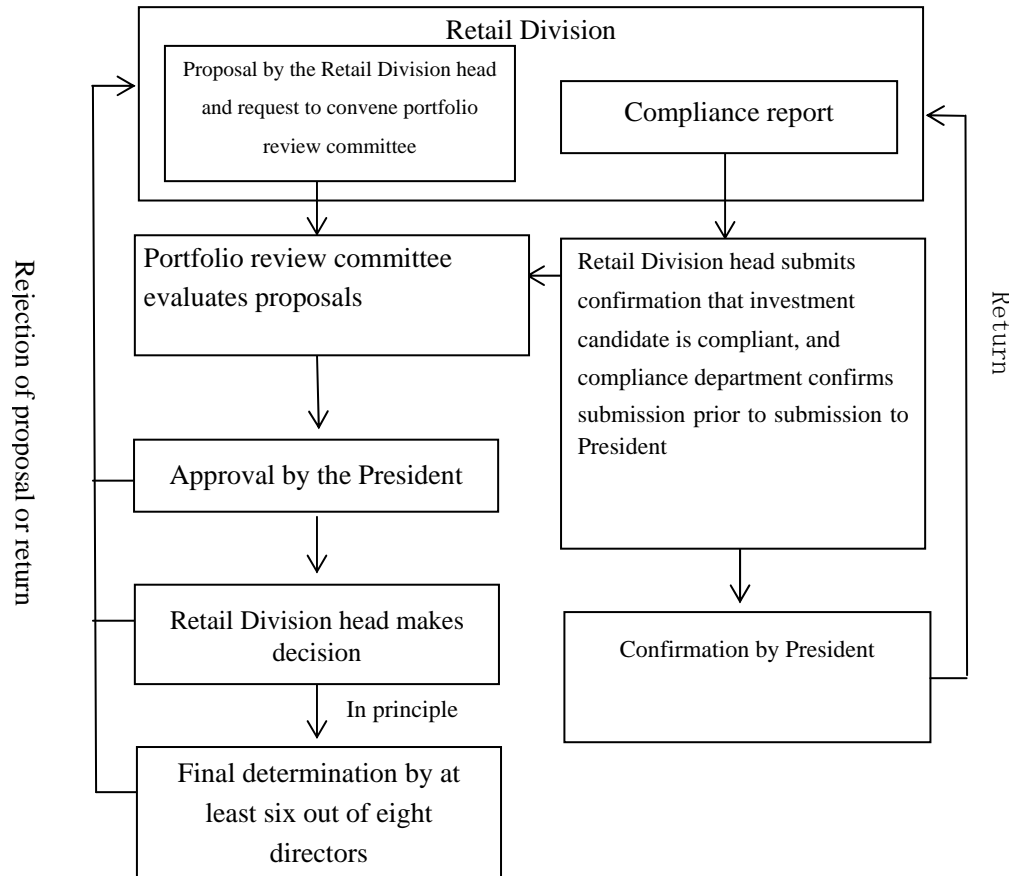 Retail Division
Proposal by the Retail Division head
and request to convene portfolio
review committee
Compliance report
Portfolio review committee
evaluates proposals
Retail Division head submits
confirmation that investment
candidate is compliant, and
compliance department confirms
submission prior to submission to
President
Rejection of proposal or return
Return
Approval by the President
Retail Division head makes
decision
Confirmation by President
In principle
Final determination by at
least six out of eight
directors